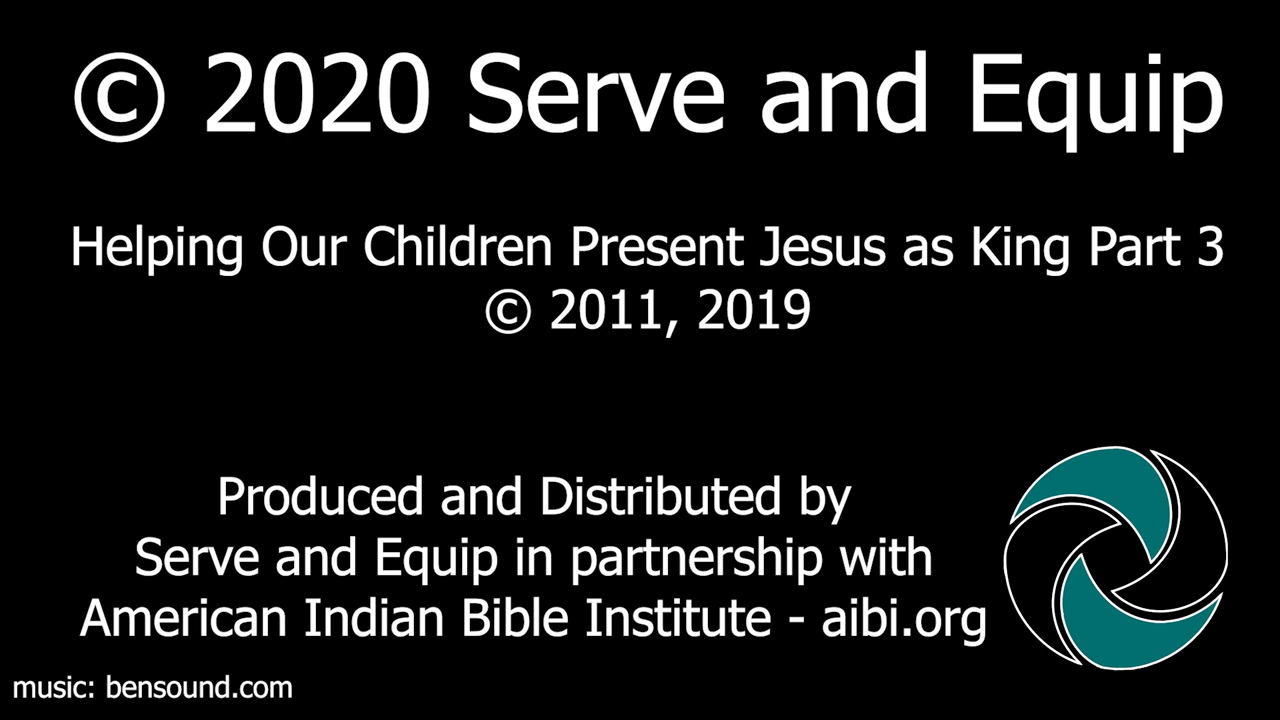 © 2020 Serve and Equip
Helping Our Children Present Jesus as King Part 3
© 2011, 2019
Produced and Distributed by
Serve and Equip in partnership with
American Indian Bible Institute - aibi.org
music: bensound.com